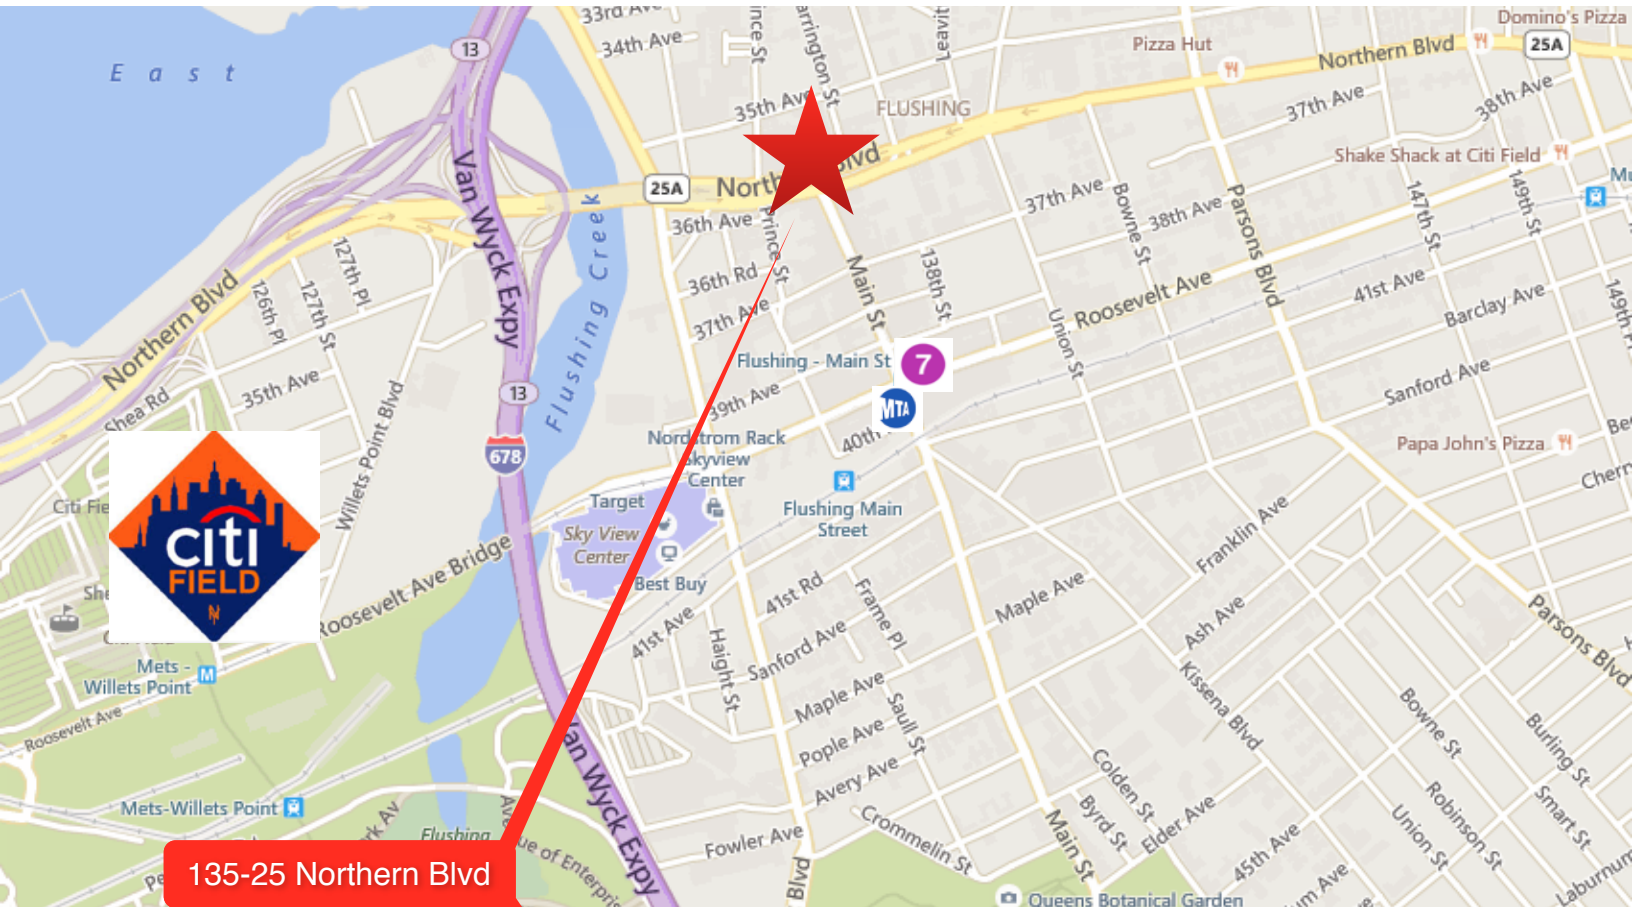 33rd Ave
34th Ave
Domino's Pizza
Pizza Hut
Northern Blvd
25A
13
East
35th Ave
FLUSHING
37th Ave
38th Ave
Shake Shack at Citi Field
25A
Van Wyck Expy
36th Ave
Prince St
37th Ave
38th Ave
Bowne St
Parsons Blvd
147th St
149th St
127th Pl
126th Pl
127th St
Northern Blvd
Flushing Creek
36th Rd
37th Ave
Main St
138th St
Roosevelt Ave
41st Ave
Barclay Ave
Union St
Flushing - Main St
7
MTA
39th Ave
Sanford Ave
Shea Rd
35th Ave
Willets Point Blvd
13
678
Nordstrom Rack
Skyview
Center
40th
Papa John's Pizza
Target
Sky View
Center
Best Buy
Flushing Main
Street
Franklin Ave
citi
FIELD
NY
Roosevelt Ave Bridge
41st Ave
41st Rd
Frame Pl
Maple Ave
Ash Ave
Parsons Blvd
Haight St
Sanford Ave
Mets -
Willets Point
Roosevelt Ave
Maple Ave
Saull St
Kissena Blvd
Bowne St
Burling St
Pople Ave
Avery Ave
Van Wyck Expy
Mets-Willets Point
Colden St
Byrd St
Elder Ave
Robinson St
Union St
Smart St
Flushing
Fowler Ave
Crommelin St
Main St
45th Ave
Blvd
135-25 Northern Blvd
Queens Botanical Garden